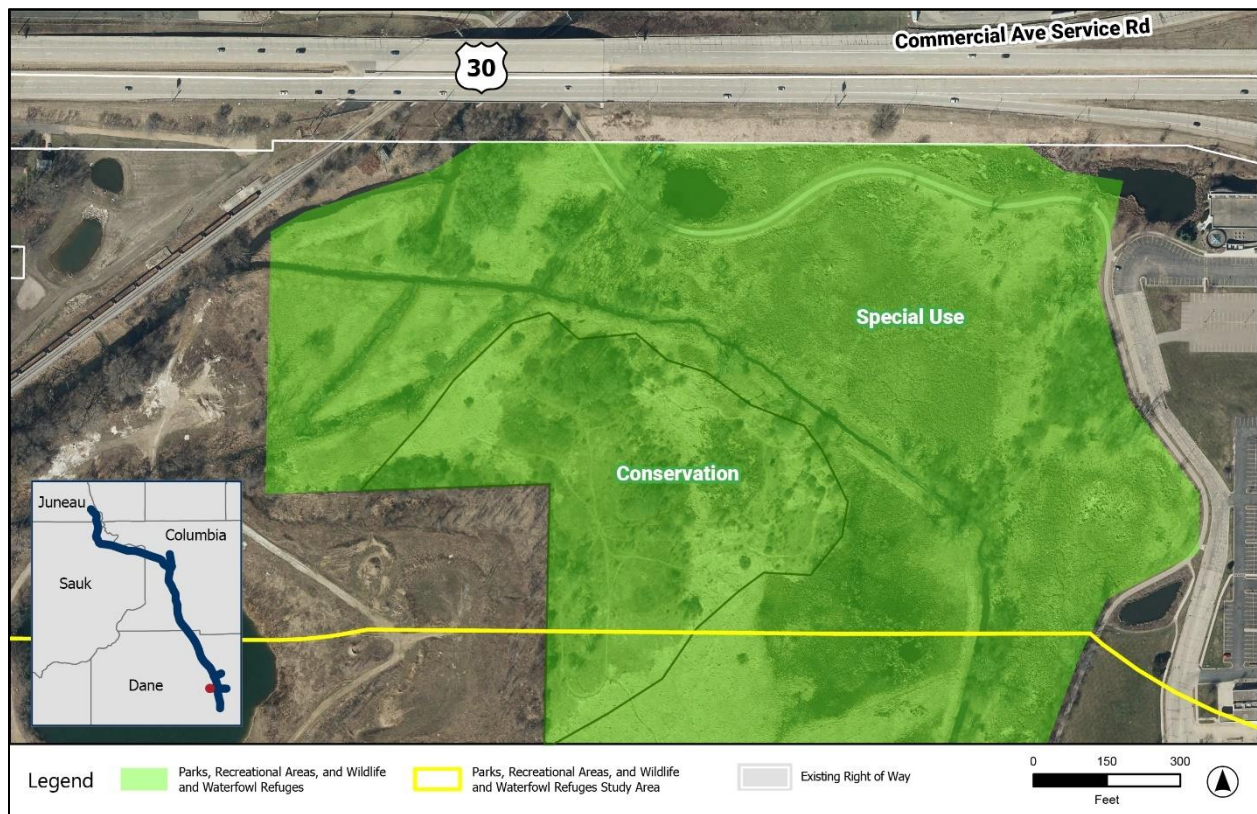 Commercial Ave Service Rd
30
Special Use
Conservation
Juneau
Columbia
Sauk
Dane
Legend
Parks, Recreational Areas, and Wildlife
and Waterfowl Refuges
Parks, Recreational Areas, and Wildlife
and Waterfowl Refuges Study Area
Existing Right of Way
0 150 300
Feet